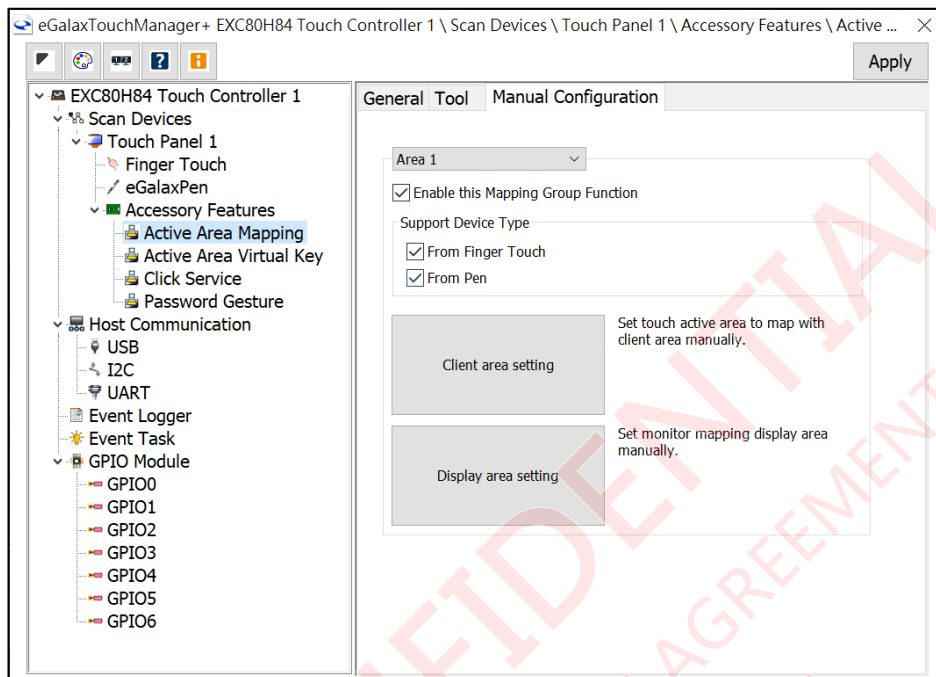 eGalaxTouchManager+ EXC80H84 Touch Controller 1 \ Scan Devices \ Touch Panel 1 \ Accessory Features \ Active ...
Apply
EXC80H84 Touch Controller 1
Scan Devices
Touch Panel 1
Finger Touch
eGalaxPen
Accessory Features
Active Area Mapping
Active Area Virtual Key
Click Service
Password Gesture
Host Communication
USB
I2C
UART
Event Logger
Event Task
GPIO Module
GPIO0
GPIO1
GPIO2
GPIO3
GPIO4
GPIO5
GPIO6
General Tool Manual Configuration
Area 1
Enable this Mapping Group Function
Support Device Type
From Finger Touch
From Pen
Client area setting
Set touch active area to map with
client area manually.
Display area setting
Set monitor mapping display area
manually.
FIDENTIAL
AGREEMENT